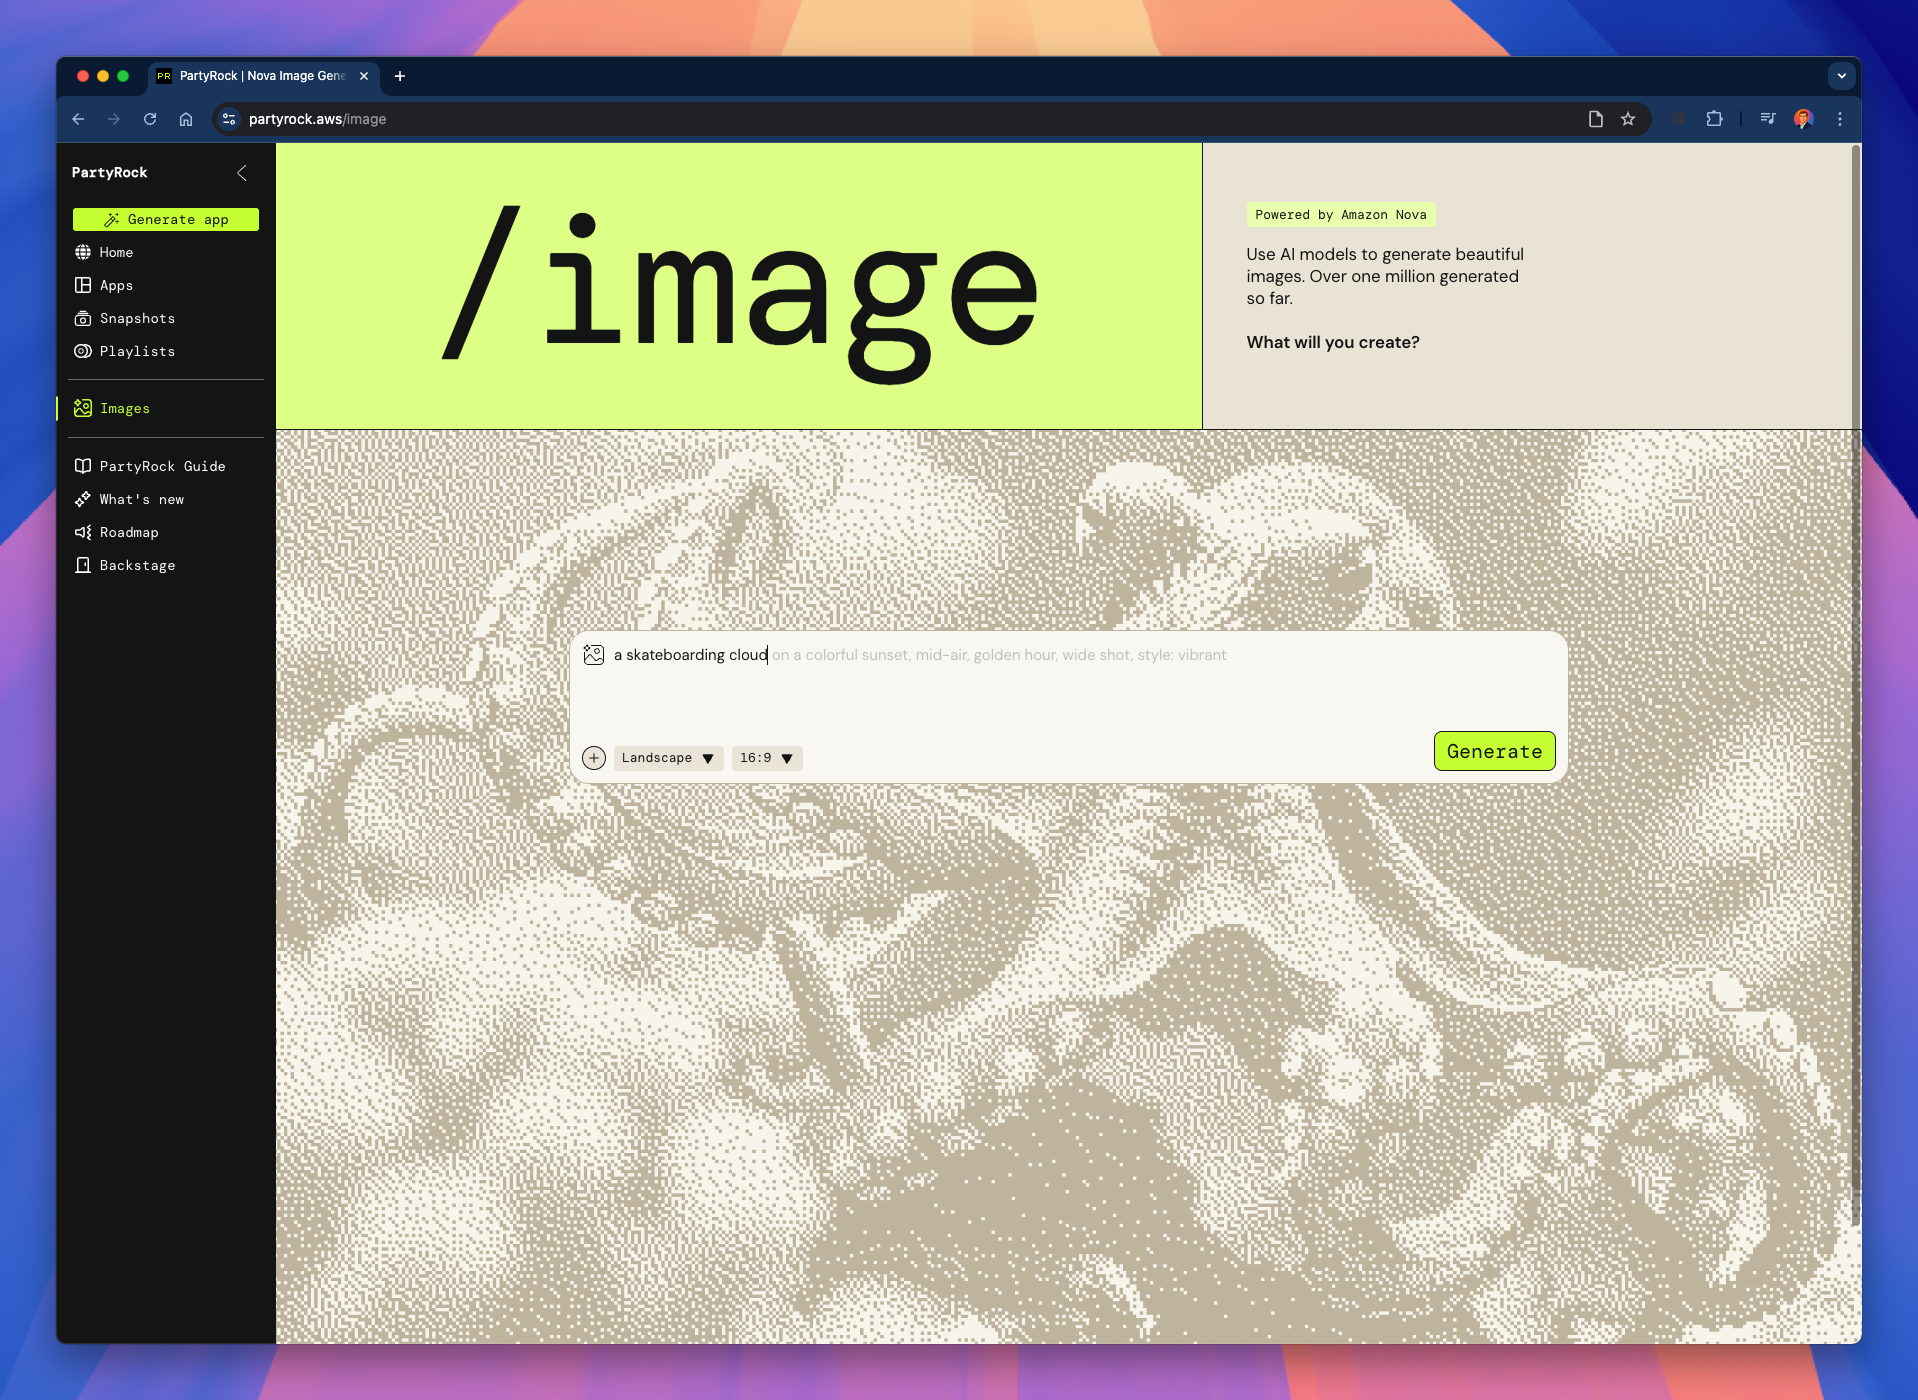 PR PartyRock | Nova Image Gene
partyrock.aws/image
PartyRock
Generate app
Home
Apps
Snapshots
Playlists
Images
PartyRock Guide
What's new
Roadmap
Backstage
/image
Powered by Amazon Nova
Use AI models to generate beautiful
images. Over one million generated
so far.
What will you create?
a skateboarding cloud on a colorful sunset, mid-air, golden hour, wide shot, style: vibrant
Landscape ▼ 16:9 ▼
Generate